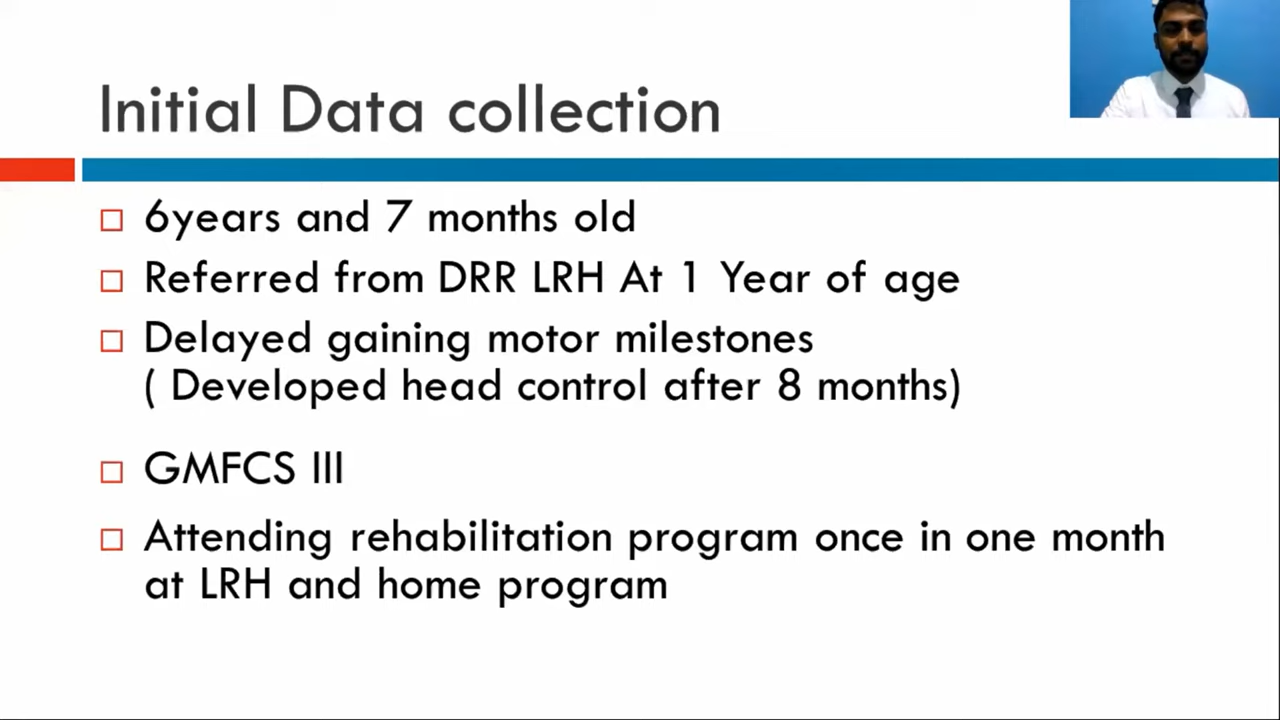 Initial Data collection
6years and 7 months old
Referred from DRR LRH At 1 Year of age
Delayed gaining motor milestones
( Developed head control after 8 months)
GMFCS III
Attending rehabilitation program once in one month
at LRH and home program